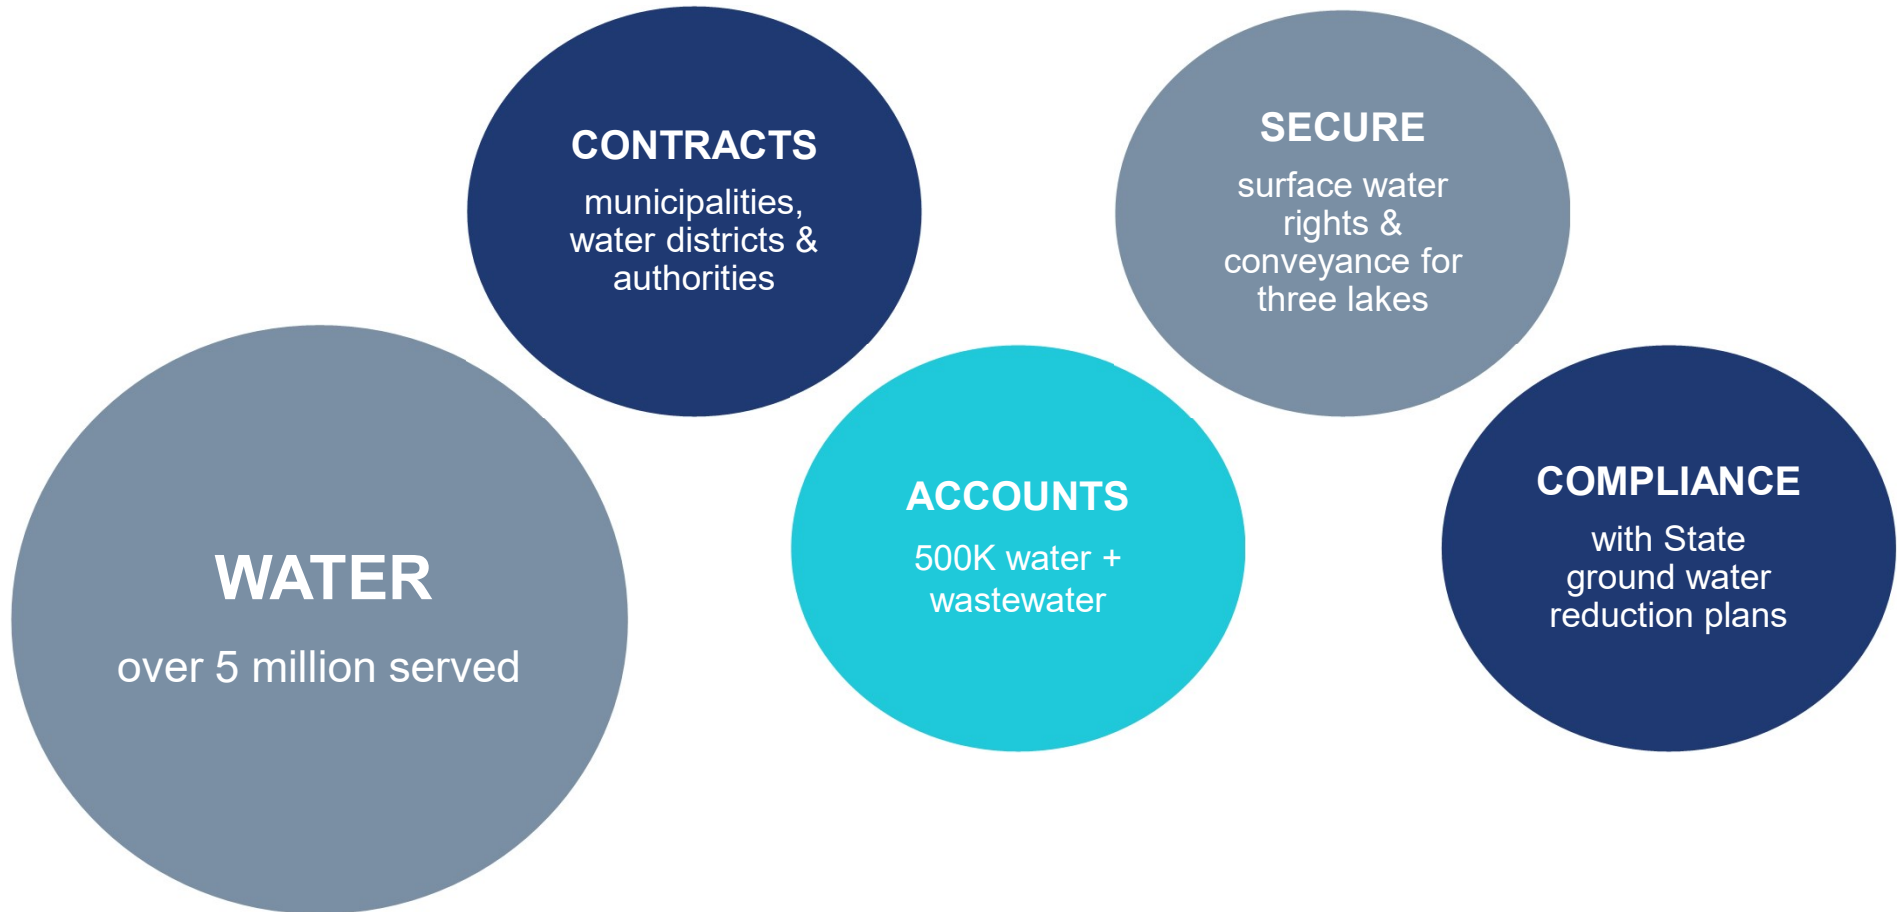 WATER
over 5 million served
CONTRACTS
municipalities,
water districts &
authorities
ACCOUNTS
500K water +
wastewater
SECURE
surface water
rights &
conveyance for
three lakes
COMPLIANCE
with State
ground water
reduction plans